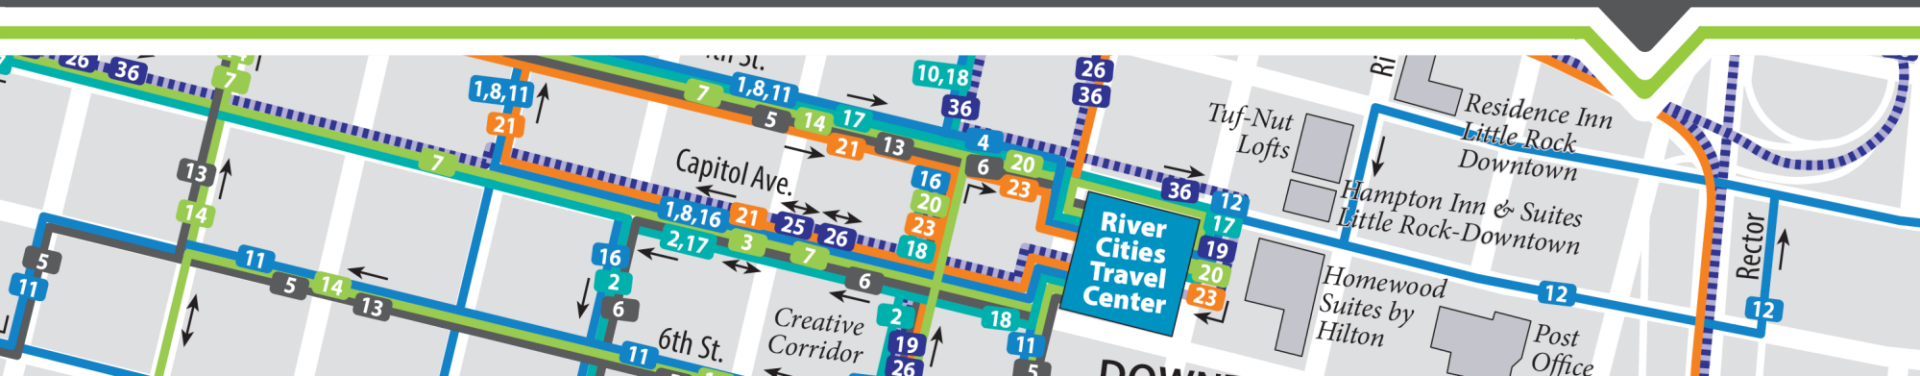 26
36
7
1,8,11
21
7
1,8,11
5
14
17
21
13
10,18
36
26
36
4
6
20
23
Tuf-Nut
Lofts
Residence Inn
Little Rock
Downtown
13
14
7
Capitol Ave.
1,8,16
21
25
26
2,17
3
7
6
16
20
23
18
36
12
17
19
20
23
River
Cities
Travel
Center
Hampton Inn & Suites
Little Rock-Downtown
Rector
5
11
11
5
14
13
16
2
6
11
6th St.
Creative
Corridor
2
19
26
18
11
5
Homewood
Suites by
Hilton
12
12
Post
Office